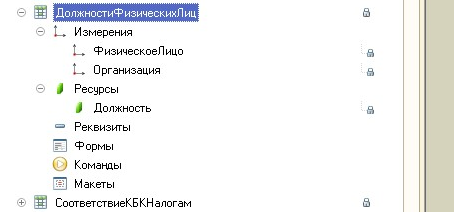 ДолжностиФизическихЛиц
Измерения
ФизическоеЛицо
Организация
Ресурсы
Должность
Реквизиты
Формы
Команды
Макеты
СоответствиеКБКНалогам